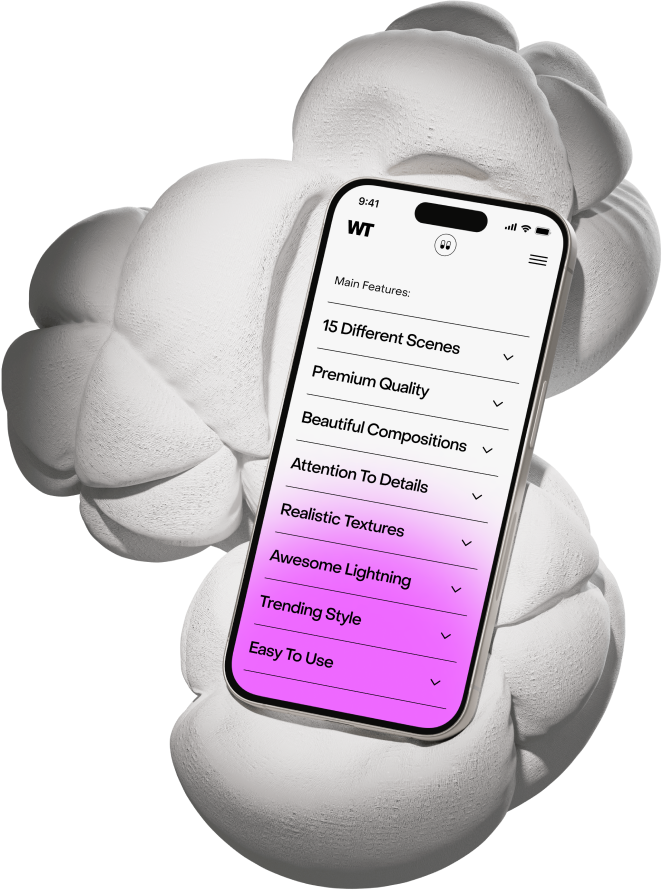 9:41
WT
Main Features:
15 Different Scenes
Premium Quality
Beautiful Compositions
Attention To Details
Realistic Textures
Awesome Lightning
Trending Style
Easy To Use